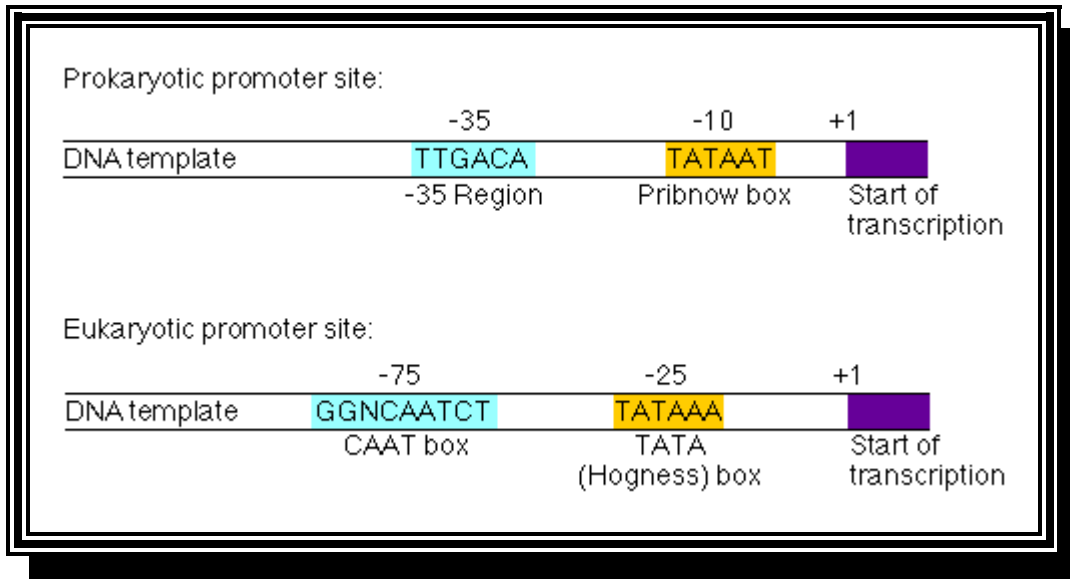 Prokaryotic promoter site:
-35 -10 +1
DNA template TTGACA TATAAT
-35 Region Pribnow box Start of
transcription
Eukaryotic promoter site:
-75 -25 +1
DNA template GGNCAATCT TATAAA
CAAT box TATA Start of
(Hogness) box transcription